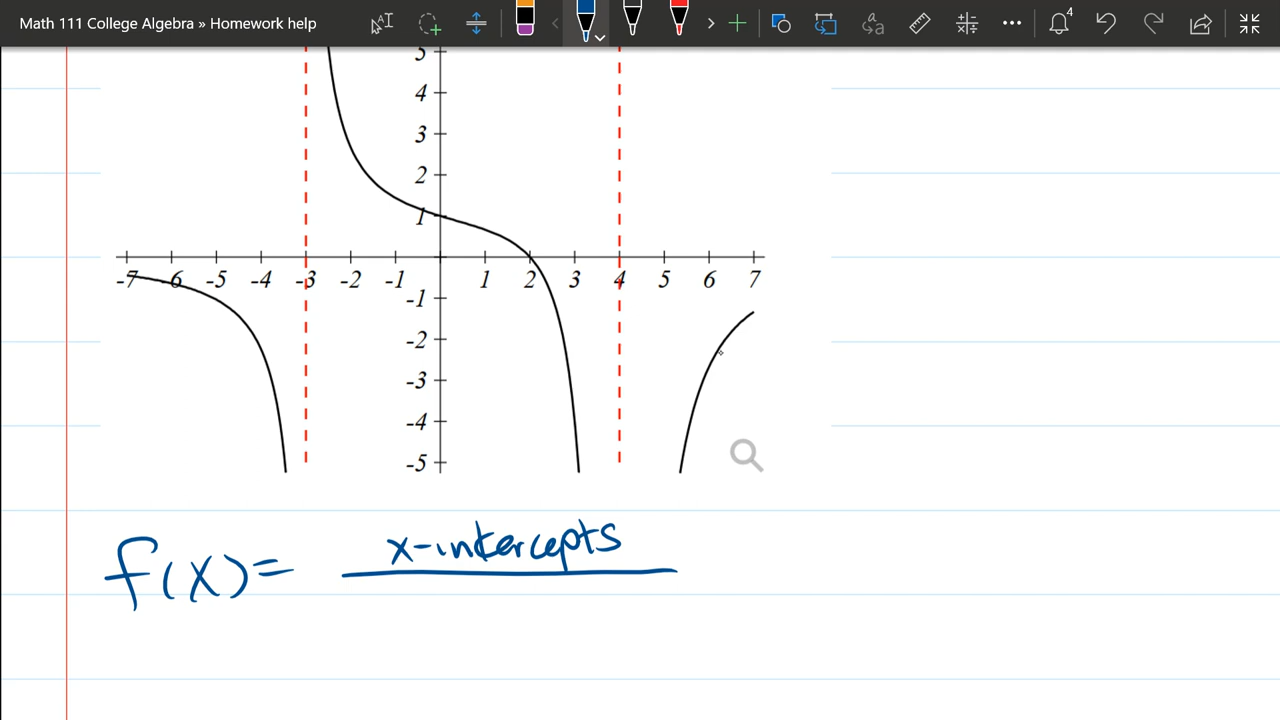 Math 111 College Algebra » Homework help
4
5
4
3
2
1
-7 -6 -5 -4 -3 -2 -1 1 2 3 4 5 6 7
-1
-2
-3
-4
-5
x-intercepts
f(x)=